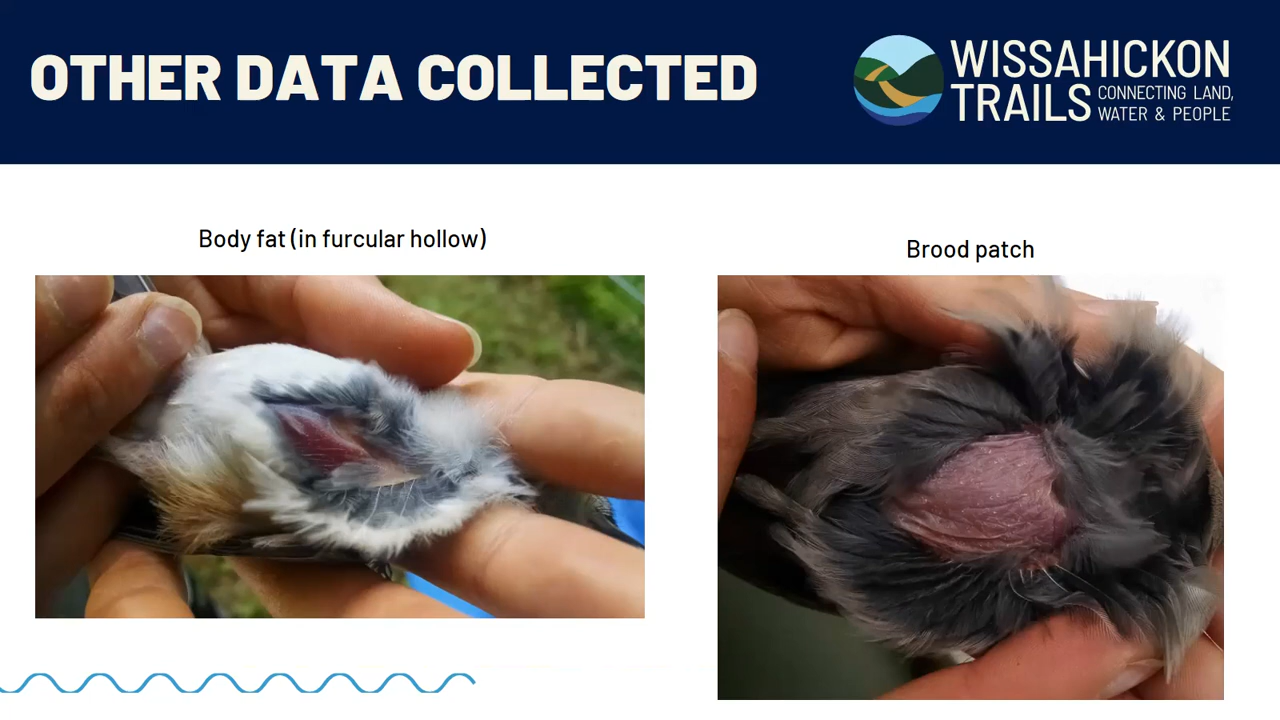 OTHER DATA COLLECTED
WISSAHICKON
TRAILS CONNECTING LAND,
WATER & PEOPLE
Body fat (in furcular hollow)
Brood patch